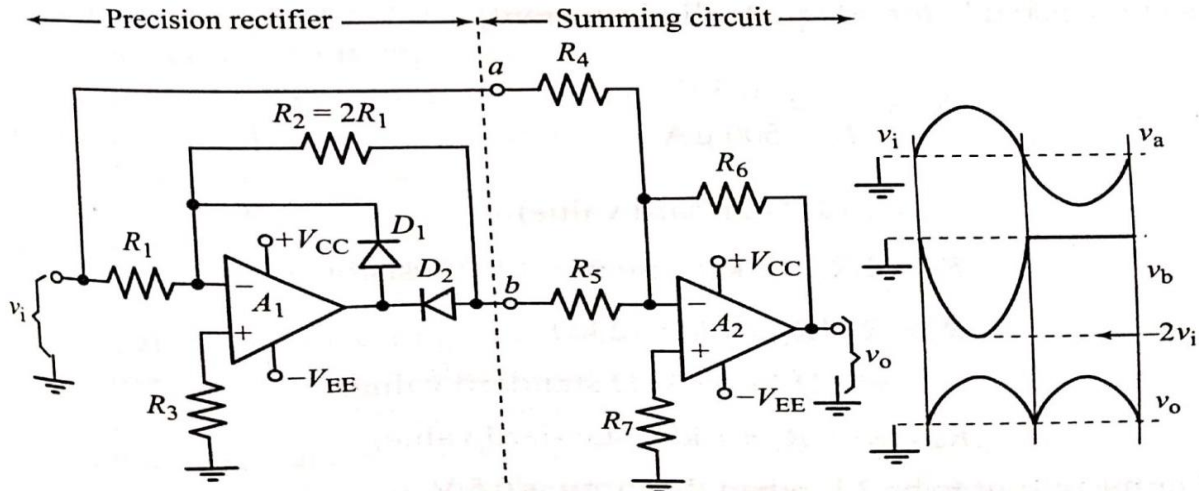 Precision rectifier
Summing circuit
a
R4
R2 = 2R1
R6
vi
va
R1
+VCC
D1
D2
b
R5
+VCC
vb
vi
−
A1
+
−
A2
+
2vi
−VEE
vo
R3
−VEE
R7
vo